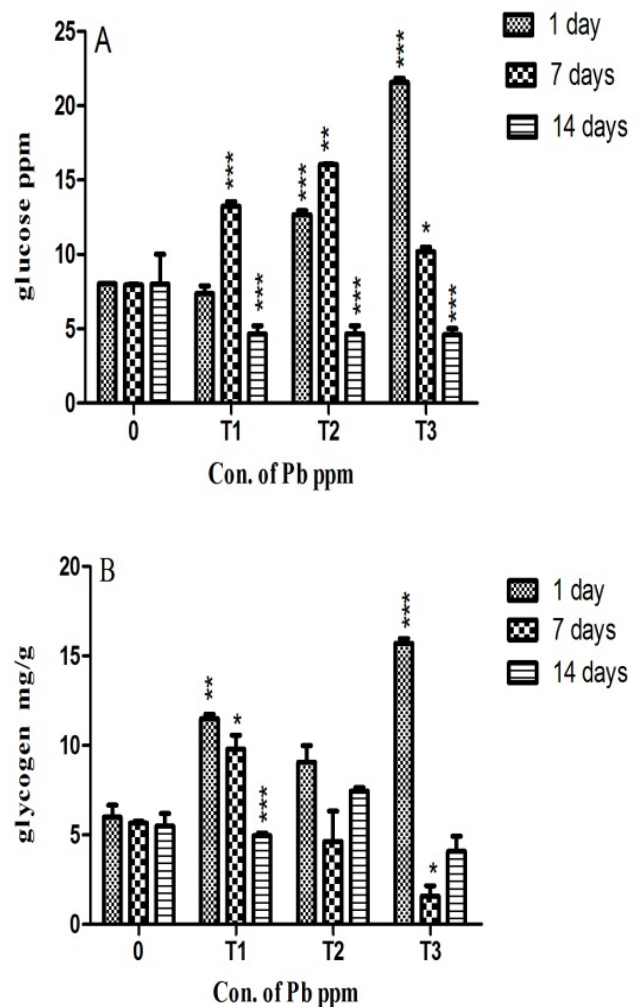 A
25
20
15
10
5
0
glucose ppm
***
***
***
**
***
***
*
***
0 T1 T2 T3
Con. of Pb ppm
1 day
7 days
14 days
B
20
15
10
5
0
glycogen mg/g
**
*
***
***
*
0 T1 T2 T3
Con. of Pb ppm
1 day
7 days
14 days